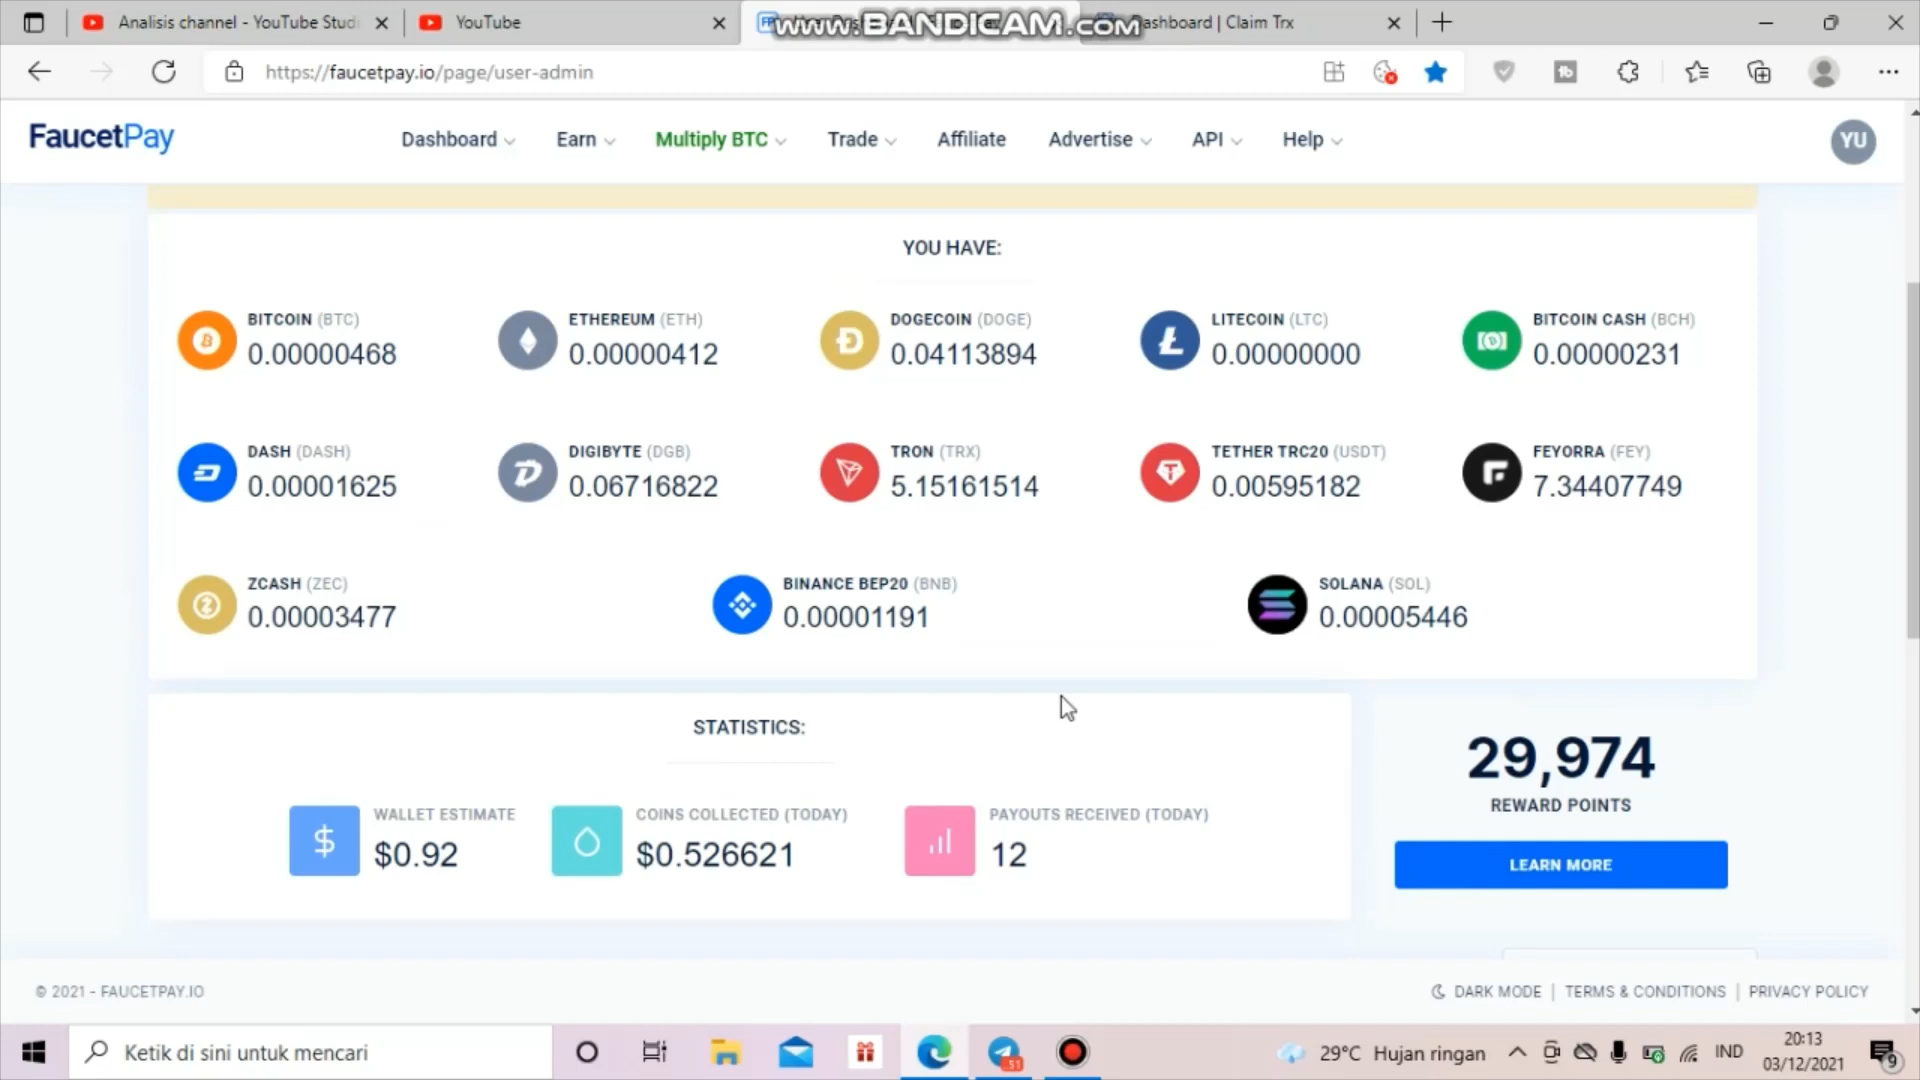 Analisis channel - YouTube Studi
YouTube
www.BANDICAM.com
Dashboard | Claim Trx
https://faucetpay.io/page/user-admin
FaucetPay
Dashboard
Earn
Multiply BTC
Trade
Affiliate
Advertise
API
Help
YU
YOU HAVE:
BITCOIN (BTC)
0.00000468
ETHEREUM (ETH)
0.00000412
DOGECOIN (DOGE)
0.04113894
LITECOIN (LTC)
0.00000000
BITCOIN CASH (BCH)
0.00000231
DASH (DASH)
0.00001625
DIGIBYTE (DGB)
0.06716822
TRON (TRX)
5.15161514
TETHER TRC20 (USDT)
0.00595182
FEYORRA (FEY)
7.34407749
ZCASH (ZEC)
0.00003477
BINANCE BEP20 (BNB)
0.00001191
SOLANA (SOL)
0.00005446
STATISTICS:
WALLET ESTIMATE
$0.92
COINS COLLECTED (TODAY)
$0.526621
PAYOUTS RECEIVED (TODAY)
12
29,974
REWARD POINTS
LEARN MORE
© 2021 - FAUCETPAY.IO
DARK MODE | TERMS & CONDITIONS | PRIVACY POLICY
Ketik di sini untuk mencari
51
29°C Hujan ringan
IND
20:13
03/12/2021
9